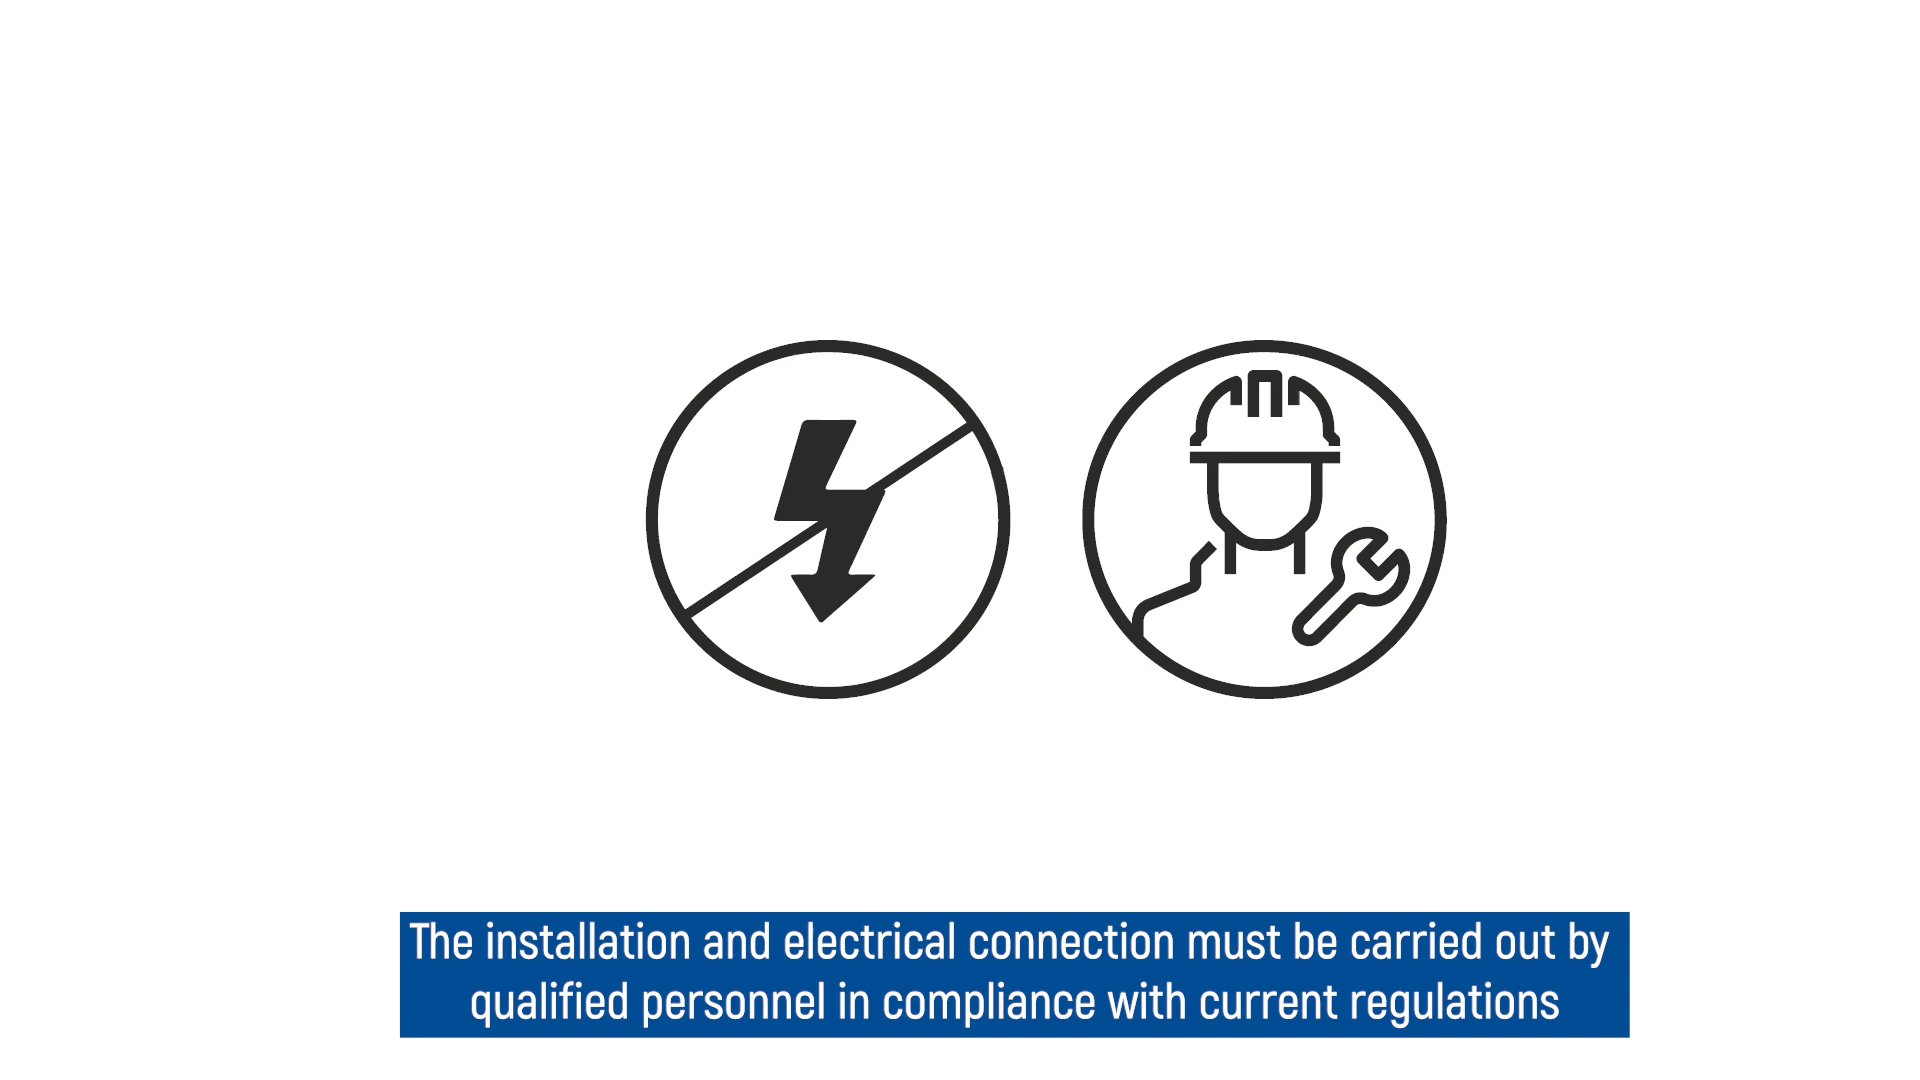 The installation and electrical connection must be carried out by
qualified personnel in compliance with current regulations